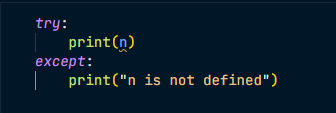 try:
    print(n)
except:
    print("n is not defined")